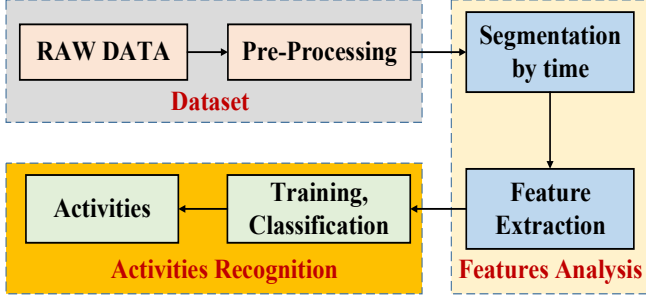 RAW DATA
Pre-Processing
Dataset
Segmentation
by time
Feature
Extraction
Features Analysis
Training,
Classification
Activities
Activities Recognition